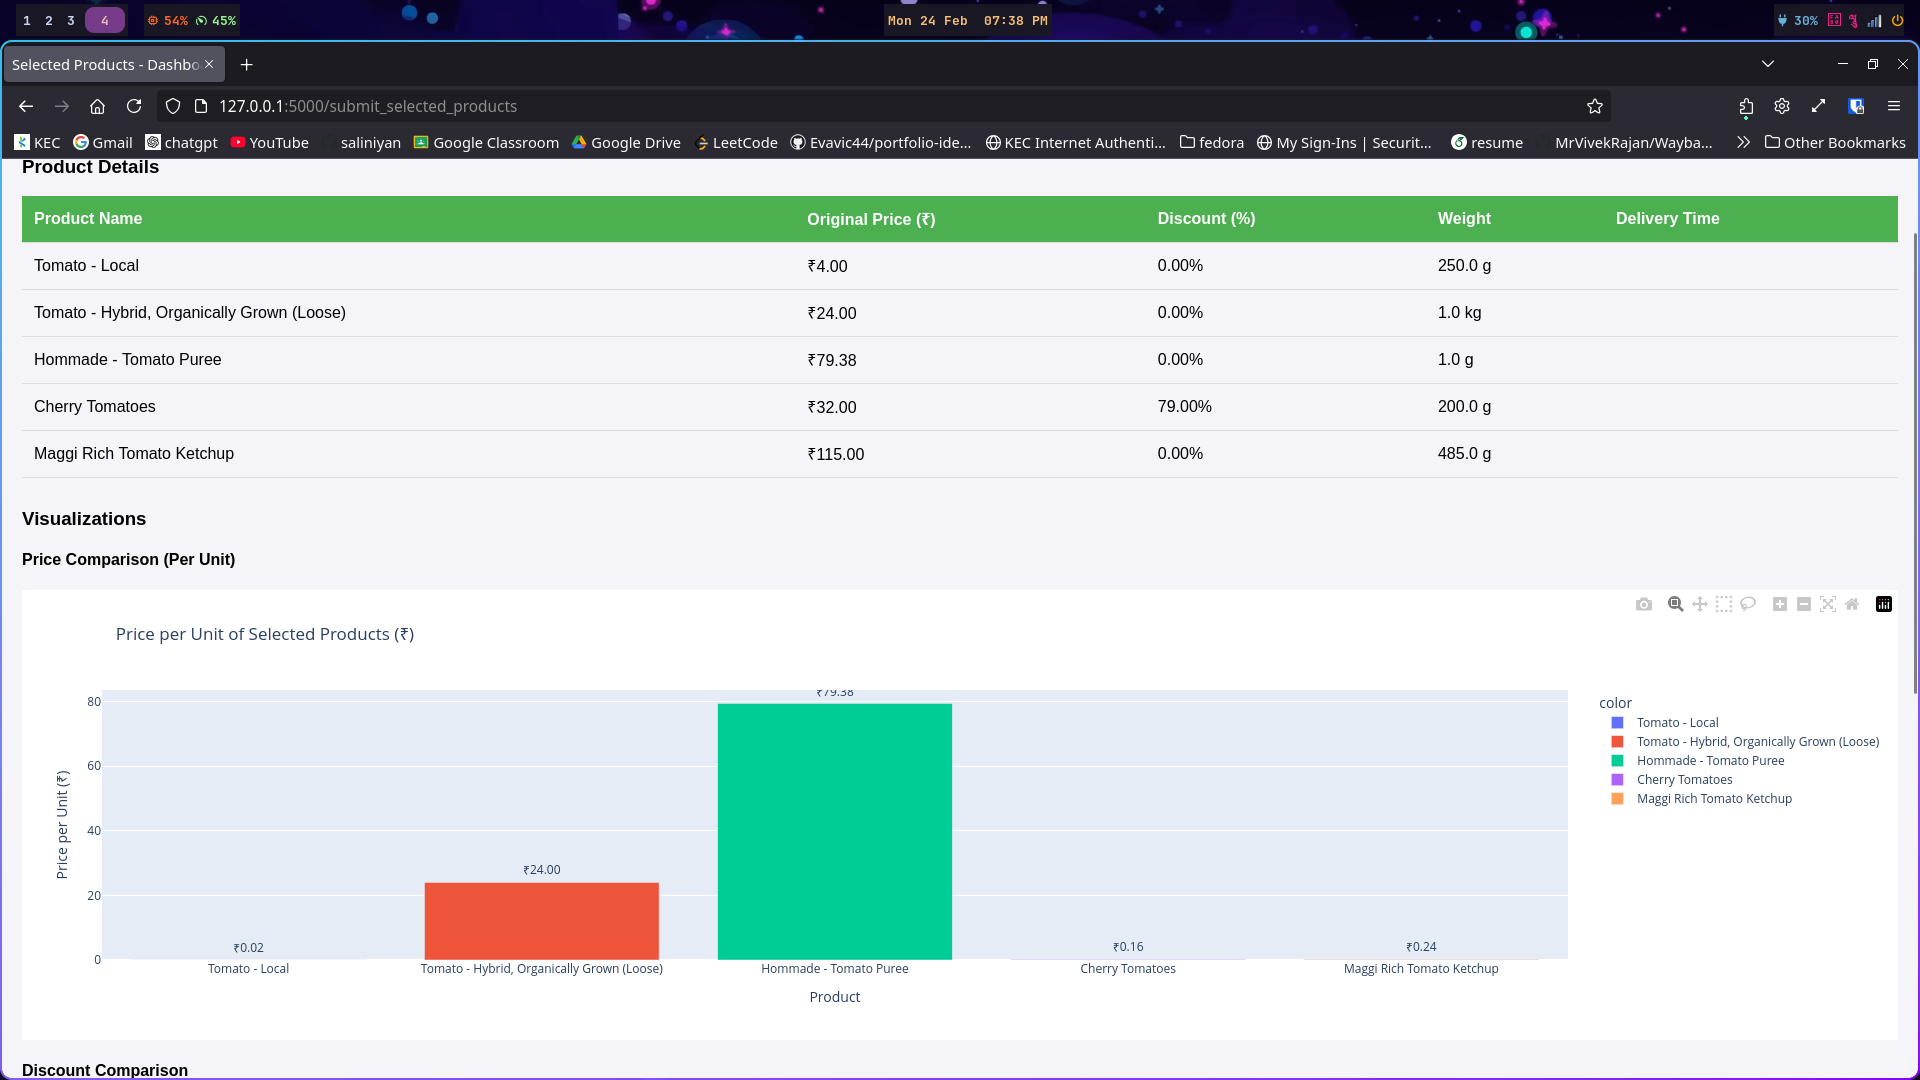 1 2 3 4 54% 45% Mon 24 Feb 07:38 PM 30%
Selected Products - Dashbo
127.0.0.1:5000/submit_selected_products
KEC Gmail chatgpt YouTube saliniyan Google Classroom Google Drive LeetCode Evavic44/portfolio-ide... KEC Internet Authenti... fedora My Sign-Ins | Securit... resume MrVivekRajan/Wayba... Other Bookmarks
Product Details
Product Name Original Price (₹) Discount (%) Weight Delivery Time
Tomato - Local ₹4.00 0.00% 250.0 g
Tomato - Hybrid, Organically Grown (Loose) ₹24.00 0.00% 1.0 kg
Hommade - Tomato Puree ₹79.38 0.00% 1.0 g
Cherry Tomatoes ₹32.00 79.00% 200.0 g
Maggi Rich Tomato Ketchup ₹115.00 0.00% 485.0 g
Visualizations
Price Comparison (Per Unit)
Price per Unit of Selected Products (₹)
Price per Unit (₹)
80
60
40
20
0
₹0.02
₹24.00
₹79.38
₹0.16
₹0.24
Tomato - Local
Tomato - Hybrid, Organically Grown (Loose)
Hommade - Tomato Puree
Cherry Tomatoes
Maggi Rich Tomato Ketchup
Product
color
Tomato - Local
Tomato - Hybrid, Organically Grown (Loose)
Hommade - Tomato Puree
Cherry Tomatoes
Maggi Rich Tomato Ketchup
Discount Comparison